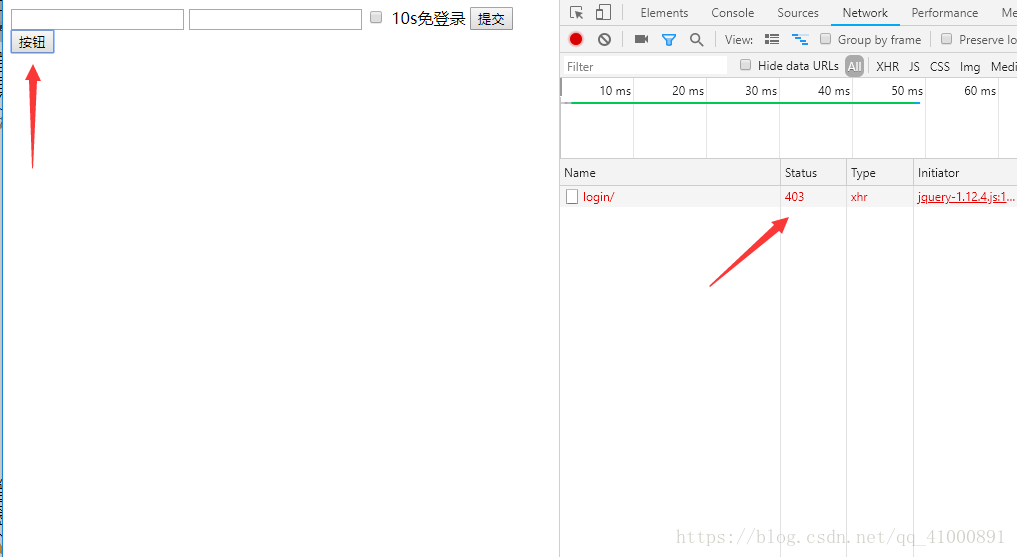 10s免登录 提交
按钮
Elements Console Sources Network Performance Me
View: Group by frame Preserve lo
Filter Hide data URLs All XHR JS CSS Img Medi
10 ms 20 ms 30 ms 40 ms 50 ms 60 ms
Name Status Type Initiator
login/ 403 xhr jquery-1.12.4.js:1...
https://blog.csdn.net/qq_41000891